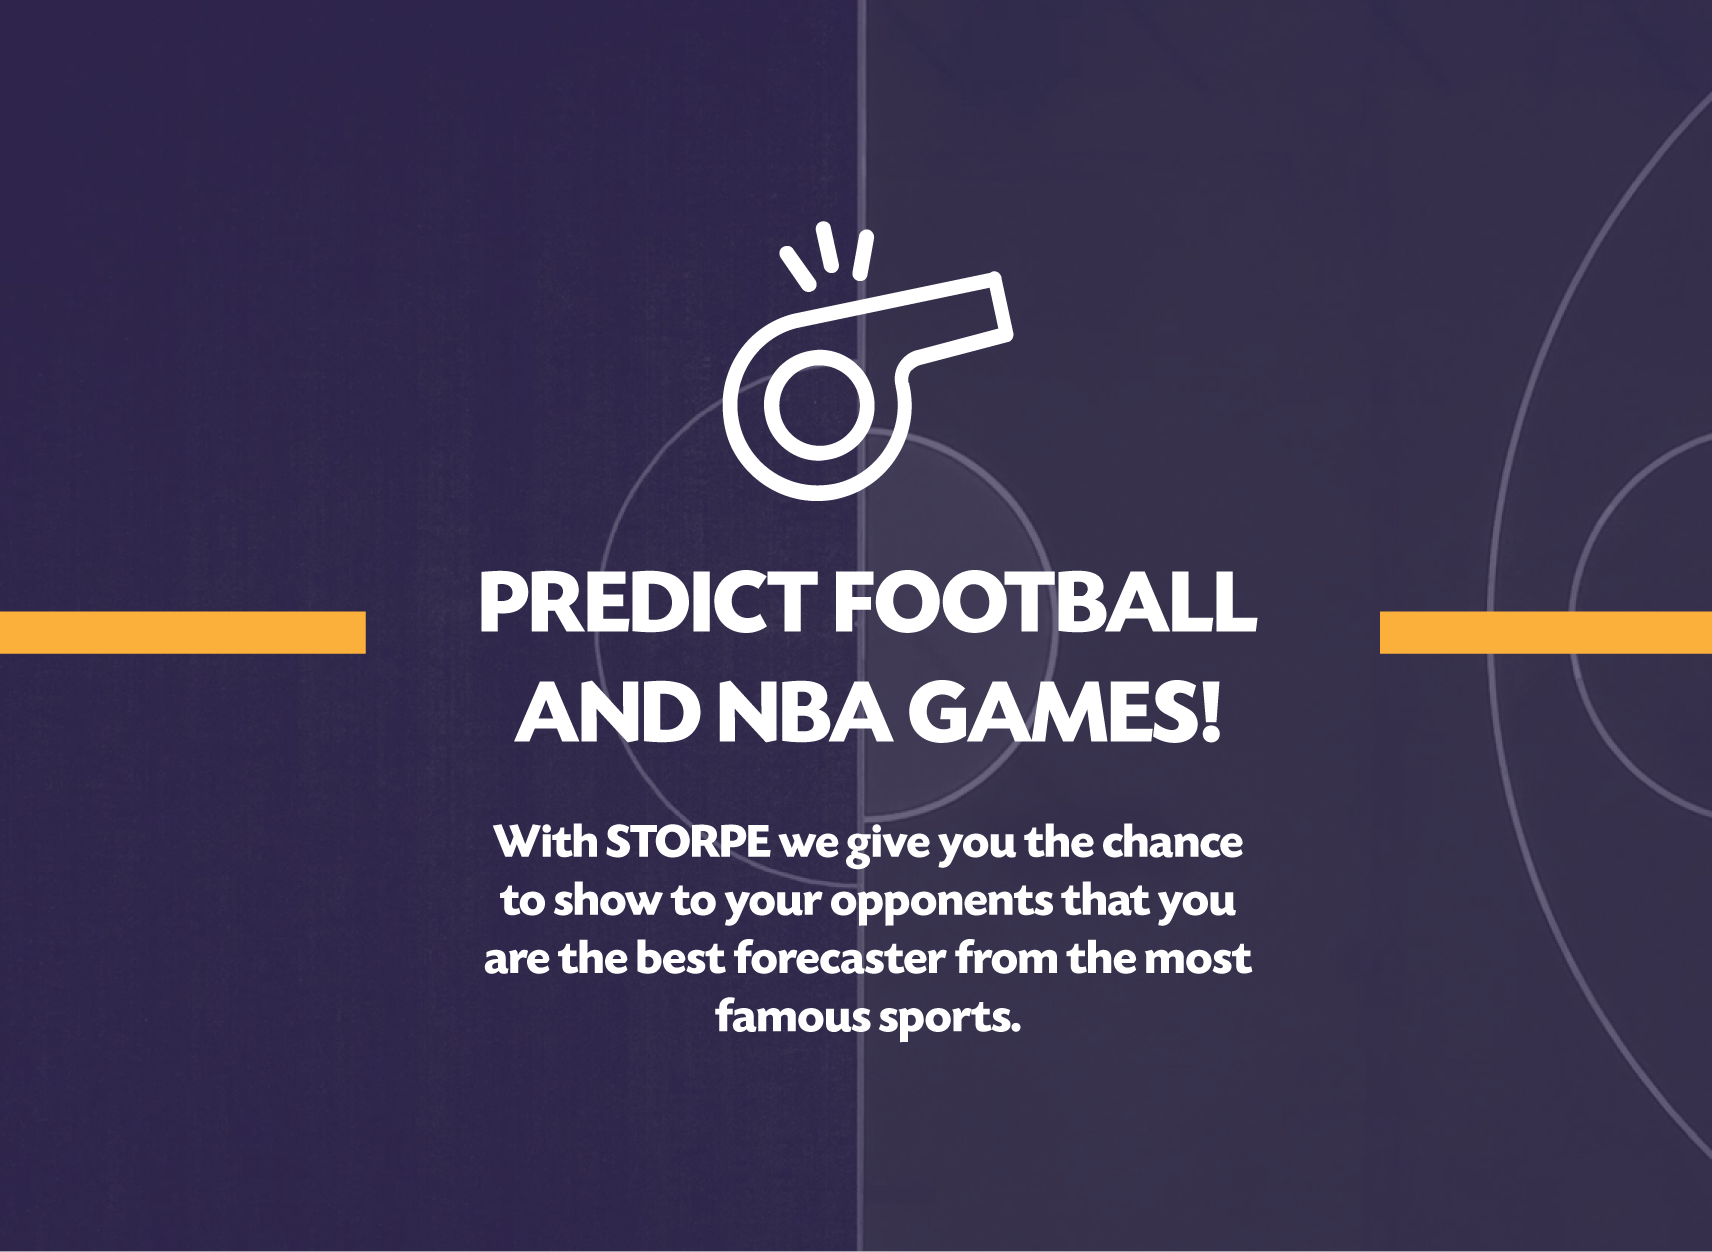 PREDICT FOOTBALL
AND NBA GAMES!
With STORPE we give you the chance
to show to your opponents that you
are the best forecaster from the most
famous sports.